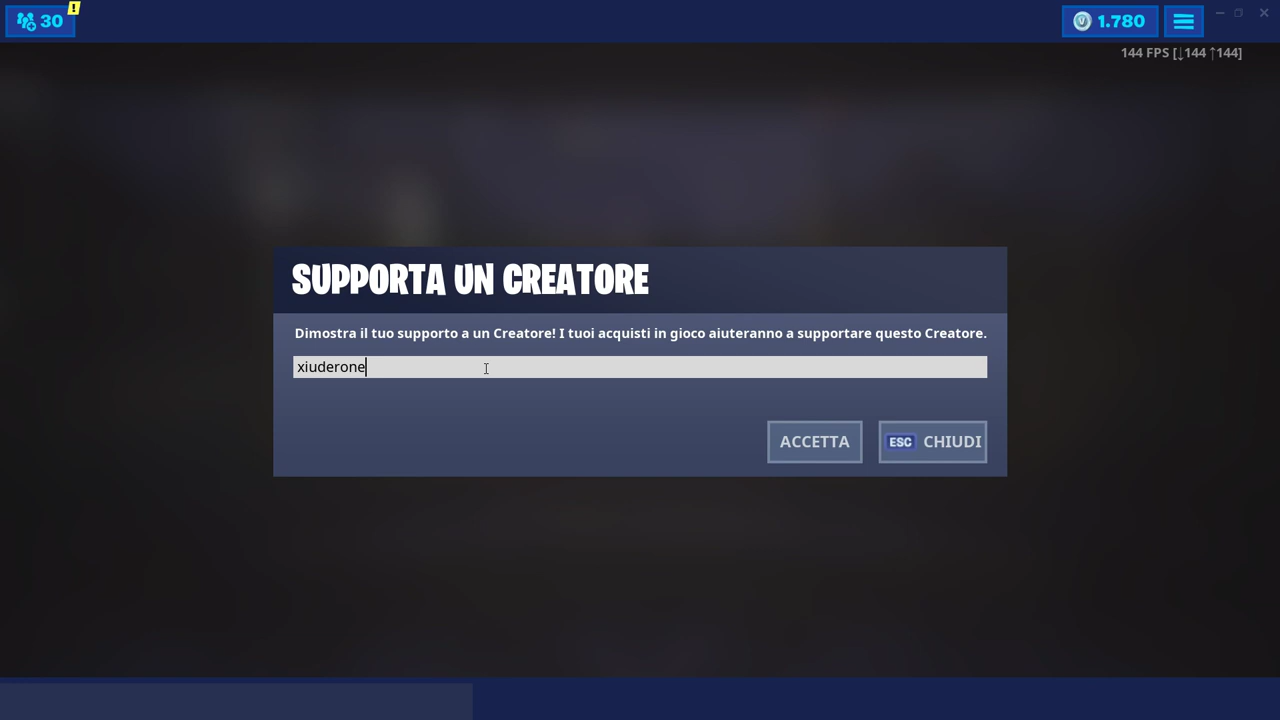 30 !
1.780
144 FPS [↓144 ↑144]
SUPPORTA UN CREATORE
Dimostra il tuo supporto a un Creatore! I tuoi acquisti in gioco aiuteranno a supportare questo Creatore.
xiuderone
ACCETTA ESC CHIUDI